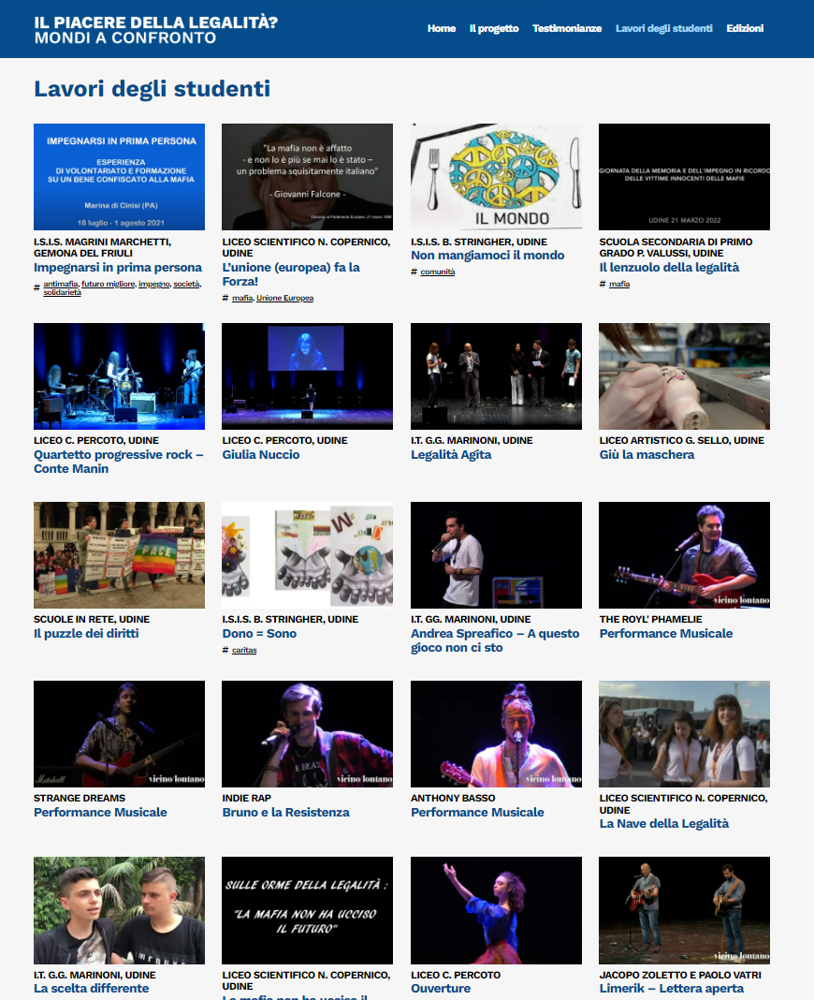 IL PIACERE DELLA LEGALITÀ?
MONDI A CONFRONTO
Home Il progetto Testimonianze Lavori degli studenti Edizioni
Lavori degli studenti
IMPEGNARSI IN PRIMA PERSONA
ESPERIENZA
DI VOLONTARIATO E FORMAZIONE
SU UN BENE CONFISCATO ALLA MAFIA
Marina di Cinisi (PA)
18 luglio - 1 agosto 2021
I.S.I.S. MAGRINI MARCHETTI,
GEMONA DEL FRIULI
Impegnarsi in prima persona
# antimafia, futuro migliore, impegno, società,
solidarietà
"La mafia non è affatto
- e non lo è più se mai lo è stato –
un problema squisitamente italiano"
- Giovanni Falcone -
LICEO SCIENTIFICO N. COPERNICO,
UDINE
L'unione (europea) fa la
Forza!
# mafia, Unione Europea
IL MONDO
I.S.I.S. B. STRINGHER, UDINE
Non mangiamoci il mondo
# comunità
GIORNATA DELLA MEMORIA E DELL'IMPEGNO IN RICORDO
DELLE VITTIME INNOCENTI DELLE MAFIE
UDINE 21 MARZO 2022
SCUOLA SECONDARIA DI PRIMO
GRADO P. VALUSSI, UDINE
Il lenzuolo della legalità
# mafia
LICEO C. PERCOTO, UDINE
Quartetto progressive rock –
Conte Manin
LICEO C. PERCOTO, UDINE
Giulia Nuccio
I.T. G.G. MARINONI, UDINE
Legalità Agita
LICEO ARTISTICO G. SELLO, UDINE
Giù la maschera
PACE
SCUOLE IN RETE, UDINE
Il puzzle dei diritti
I.S.I.S. B. STRINGHER, UDINE
Dono = Sono
# caritas
I.T. GG. MARINONI, UDINE
Andrea Spreafico – A questo
gioco non ci sto
vicino/lontano
THE ROYL' PHAMELIE
Performance Musicale
Marshall
vicino/lontano
STRANGE DREAMS
Performance Musicale
vicino/lontano
INDIE RAP
Bruno e la Resistenza
vicino/lontano
ANTHONY BASSO
Performance Musicale
LICEO SCIENTIFICO N. COPERNICO,
UDINE
La Nave della Legalità
I.T. G.G. MARINONI, UDINE
La scelta differente
SULLE ORME DELLA LEGALITÀ :
"LA MAFIA NON HA UCCISO
IL FUTURO"
LICEO SCIENTIFICO N. COPERNICO,
UDINE
La mafia non ha ucciso il
LICEO C. PERCOTO
Ouverture
vicino/lontano
JACOPO ZOLETTO E PAOLO VATRI
Limerik – Lettera aperta